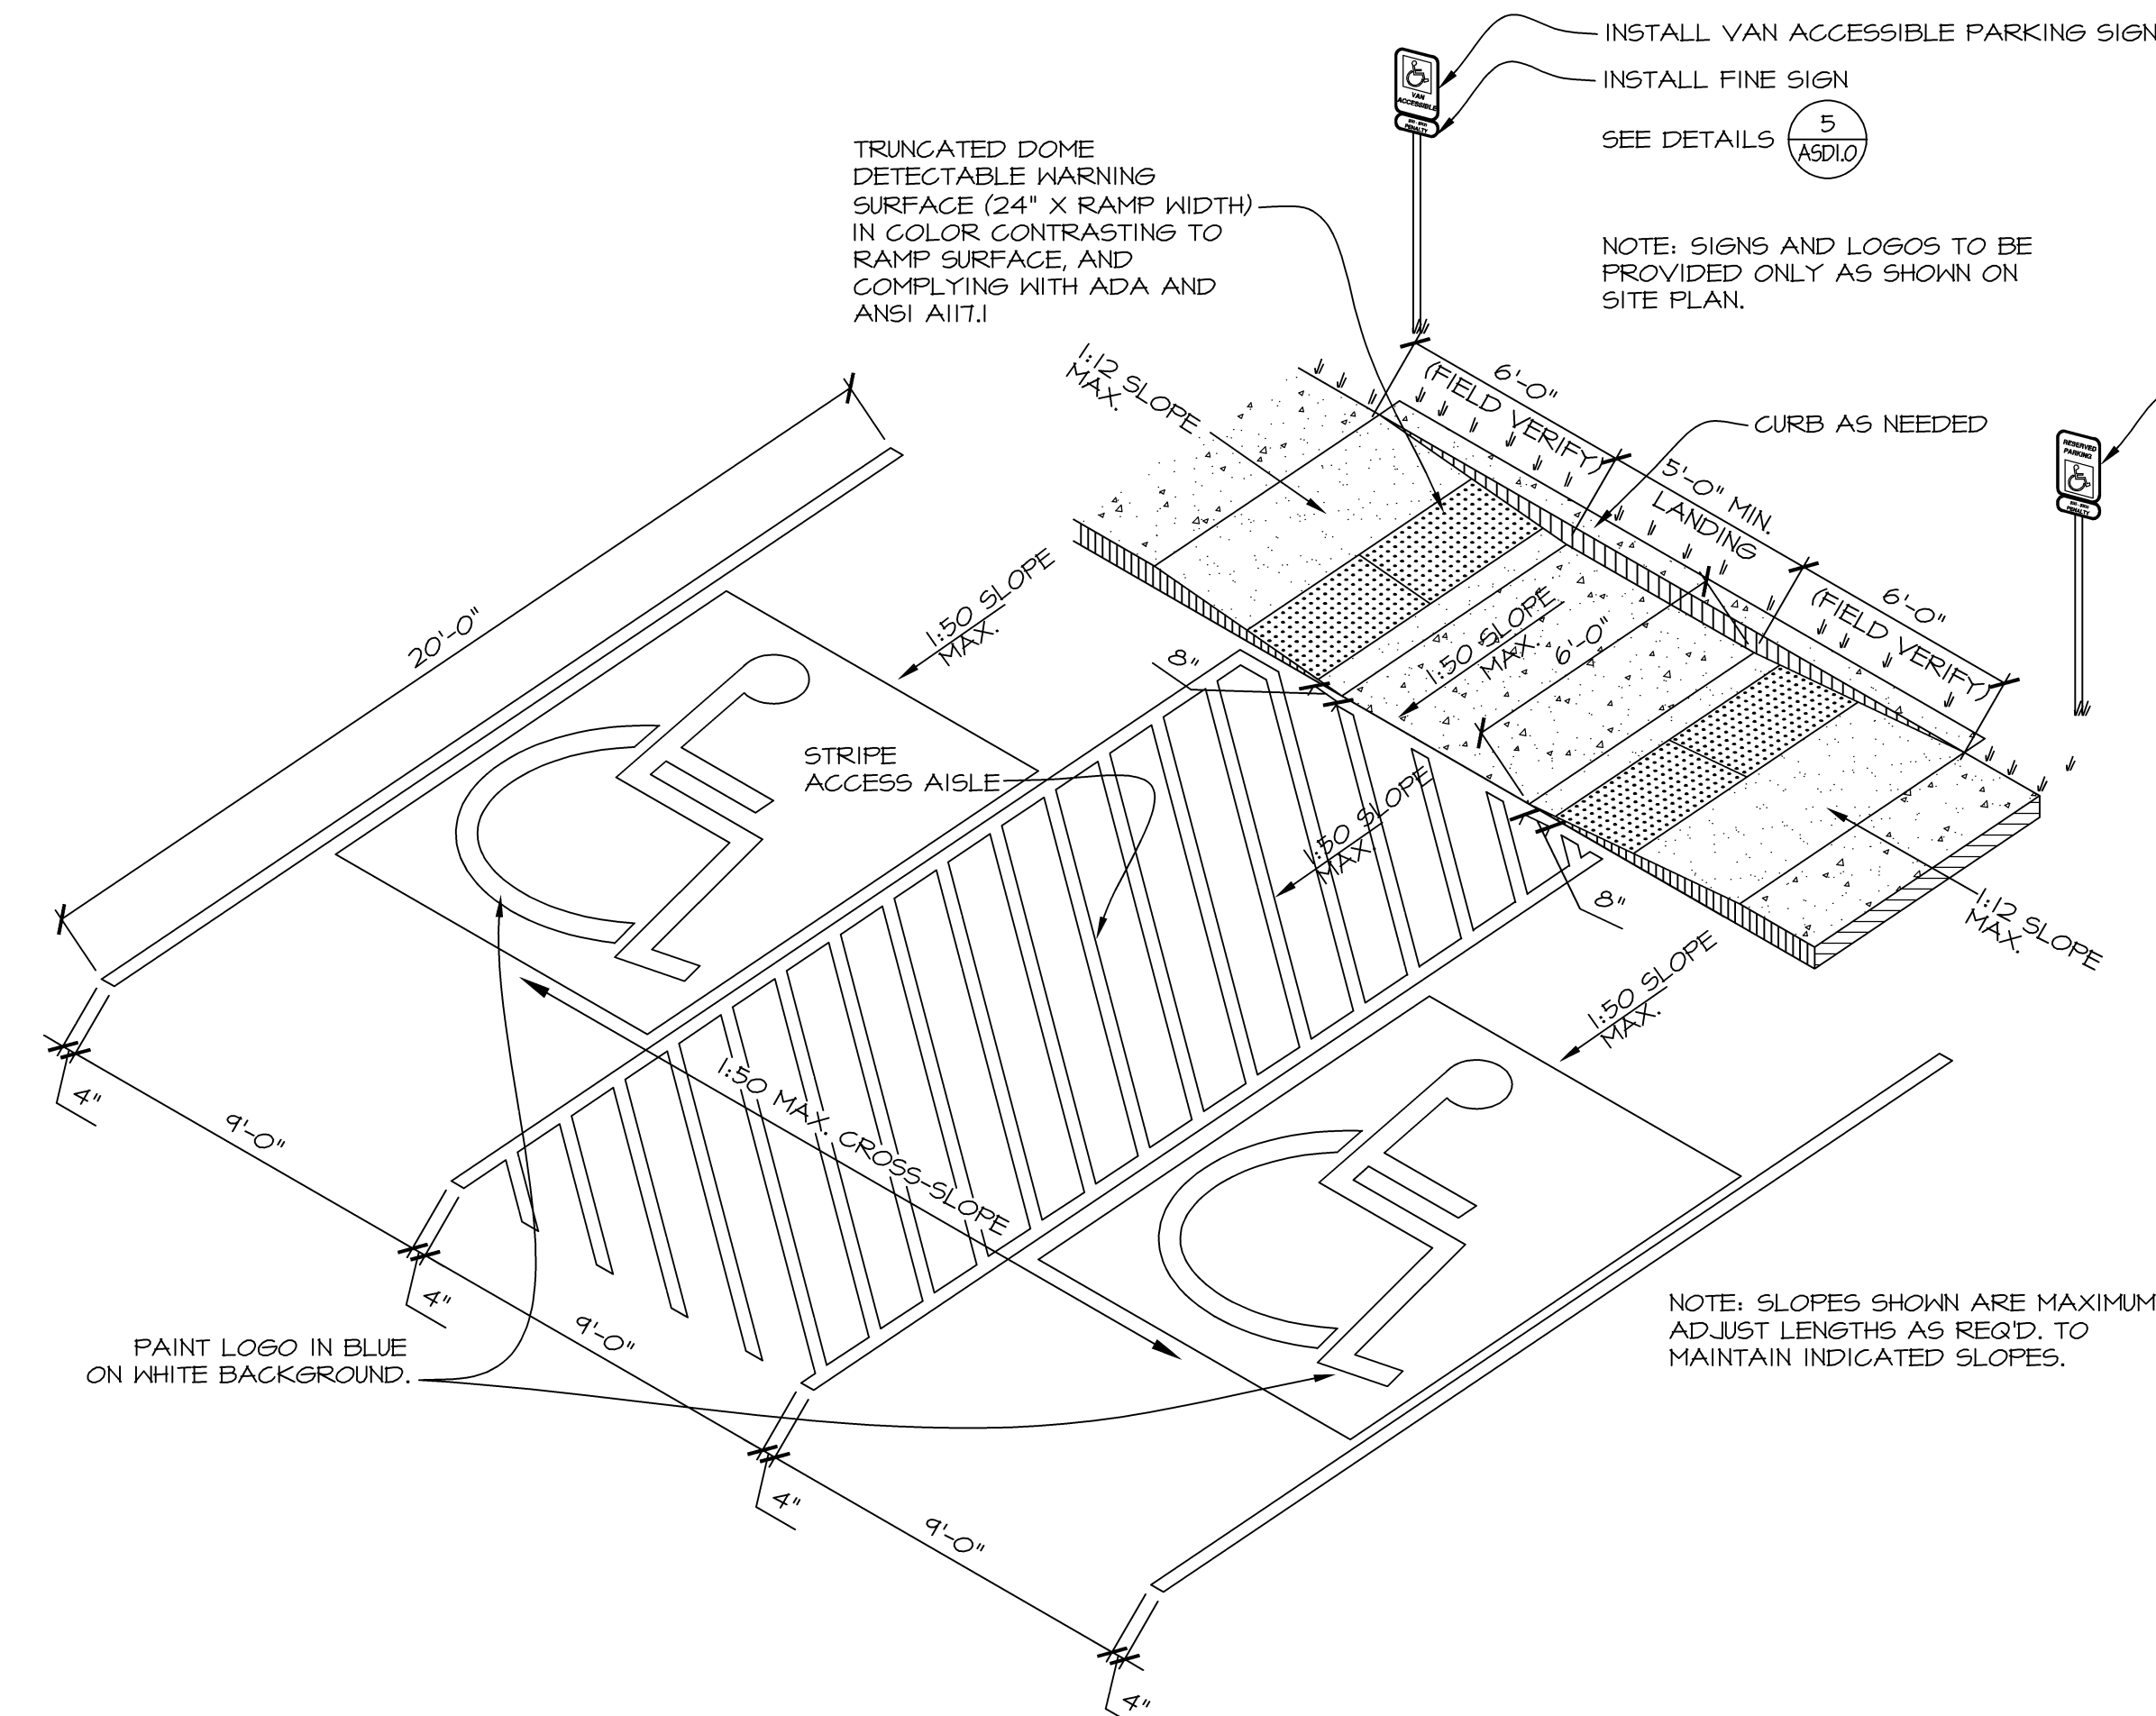 INSTALL VAN ACCESSIBLE PARKING SIGN
INSTALL FINE SIGN
SEE DETAILS
5
ASD1.0
VAN
ACCESSIBLE
PENALTY
NOTE: SIGNS AND LOGOS TO BE
PROVIDED ONLY AS SHOWN ON
SITE PLAN.
TRUNCATED DOME
DETECTABLE WARNING
SURFACE (24" X RAMP WIDTH)
IN COLOR CONTRASTING TO
RAMP SURFACE, AND
COMPLYING WITH ADA AND
ANSI A117.1
1:12 SLOPE
MAX.
6'-0"
(FIELD VERIFY)
CURB AS NEEDED
5'-0" MIN.
LANDING
6'-0"
(FIELD VERIFY)
RESERVED
PARKING
PENALTY
20'-0"
1:50 SLOPE
MAX.
1:50 SLOPE
MAX.
6'-0"
8"
STRIPE
ACCESS AISLE
1:50 SLOPE
MAX.
8"
1:12 SLOPE
MAX.
1:50 SLOPE
MAX.
4"
9'-0"
1:50 MAX. CROSS-SLOPE
4"
9'-0"
PAINT LOGO IN BLUE
ON WHITE BACKGROUND.
NOTE: SLOPES SHOWN ARE MAXIMUM
ADJUST LENGTHS AS REQ'D. TO
MAINTAIN INDICATED SLOPES.
4"
9'-0"
4"